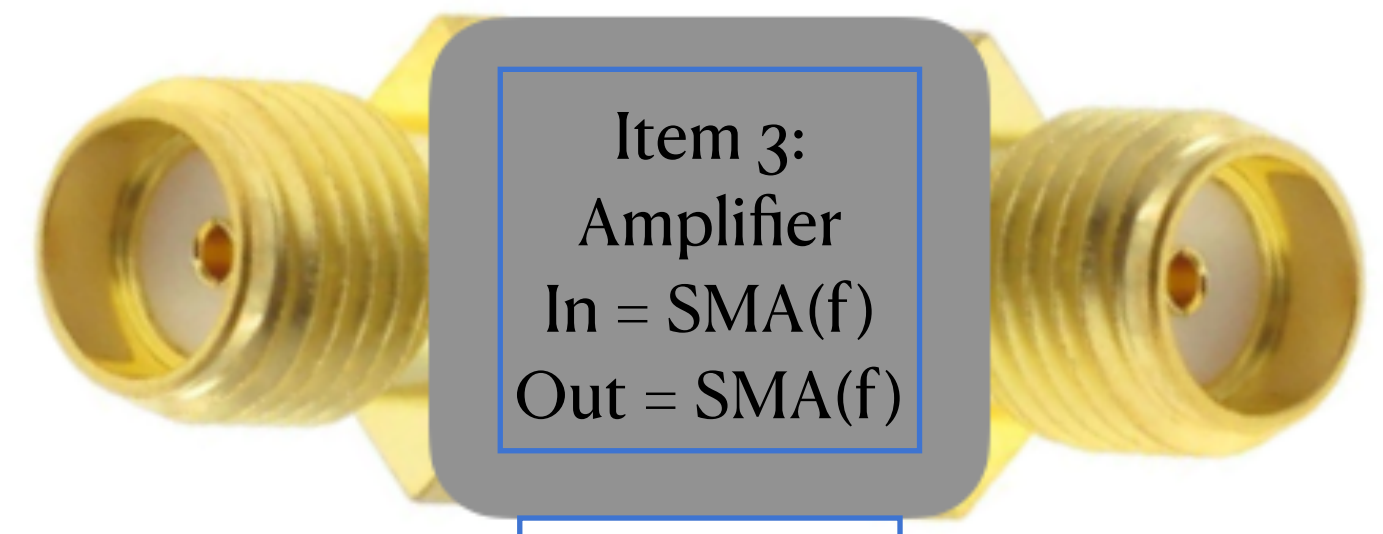 Item 3:
Amplifier
In = SMA(f)
Out = SMA(f)